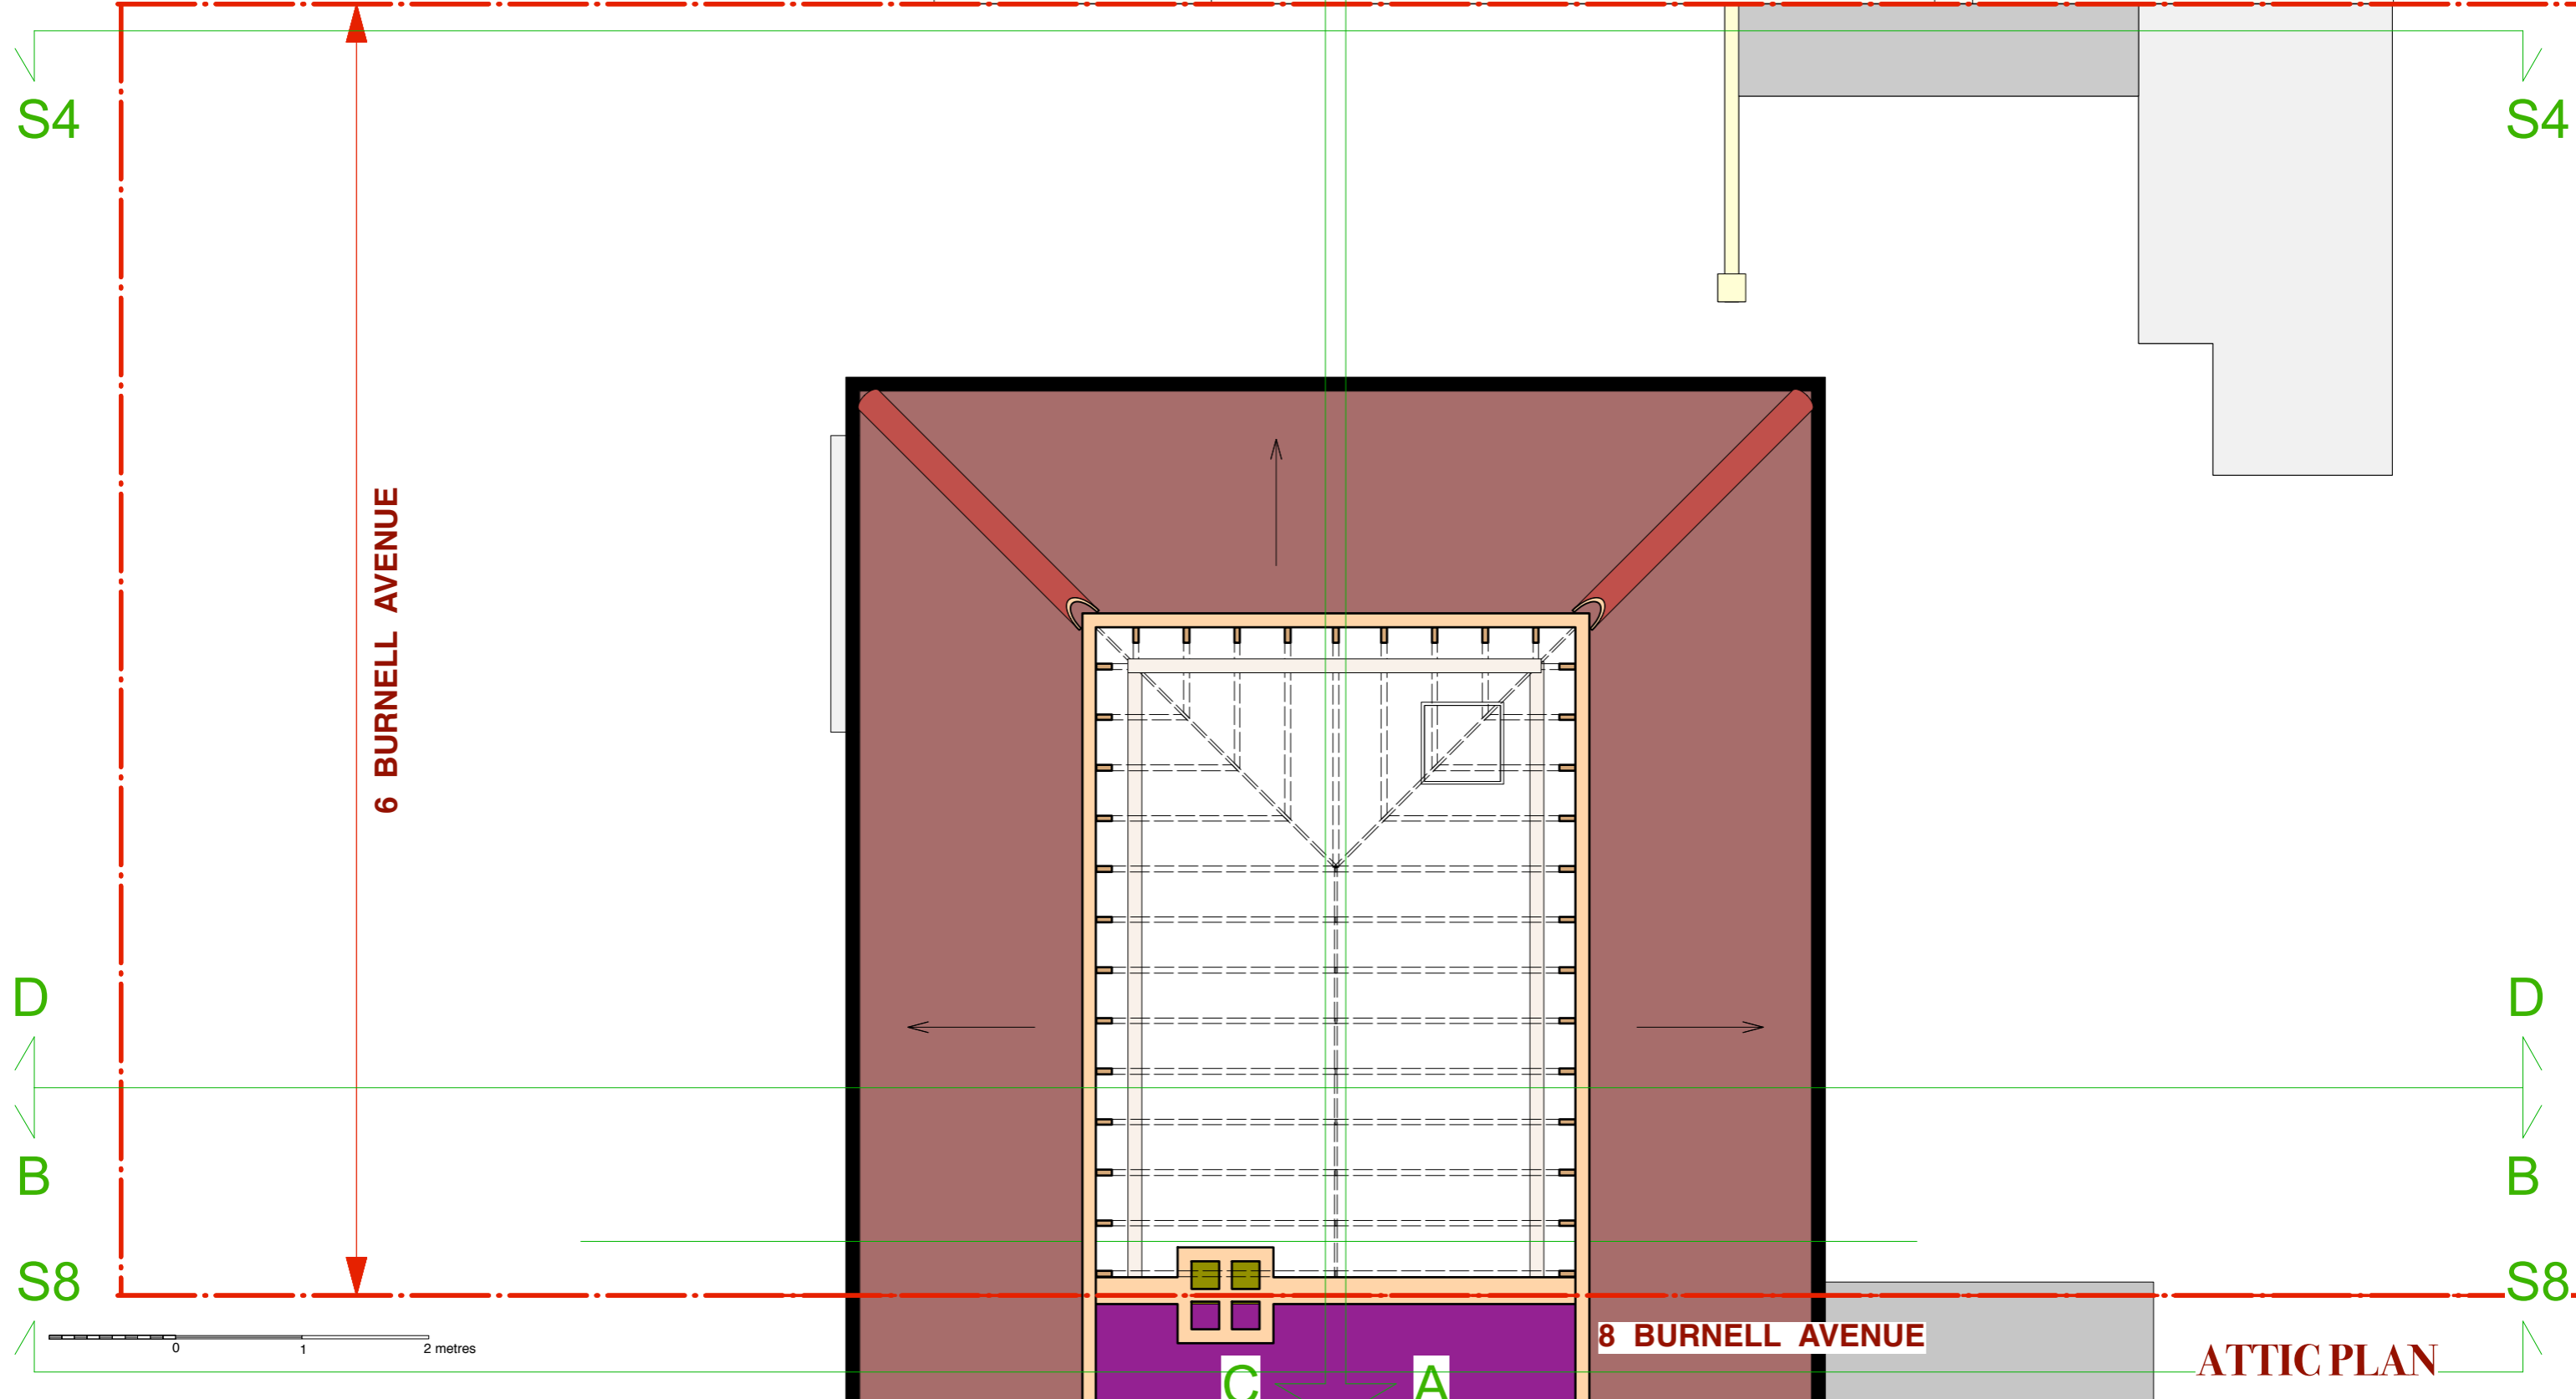 S4 S4
6 BURNELL AVENUE
D D
B B
S8 S8
8 BURNELL AVENUE
0 1 2 metres
ATTIC PLAN
C A